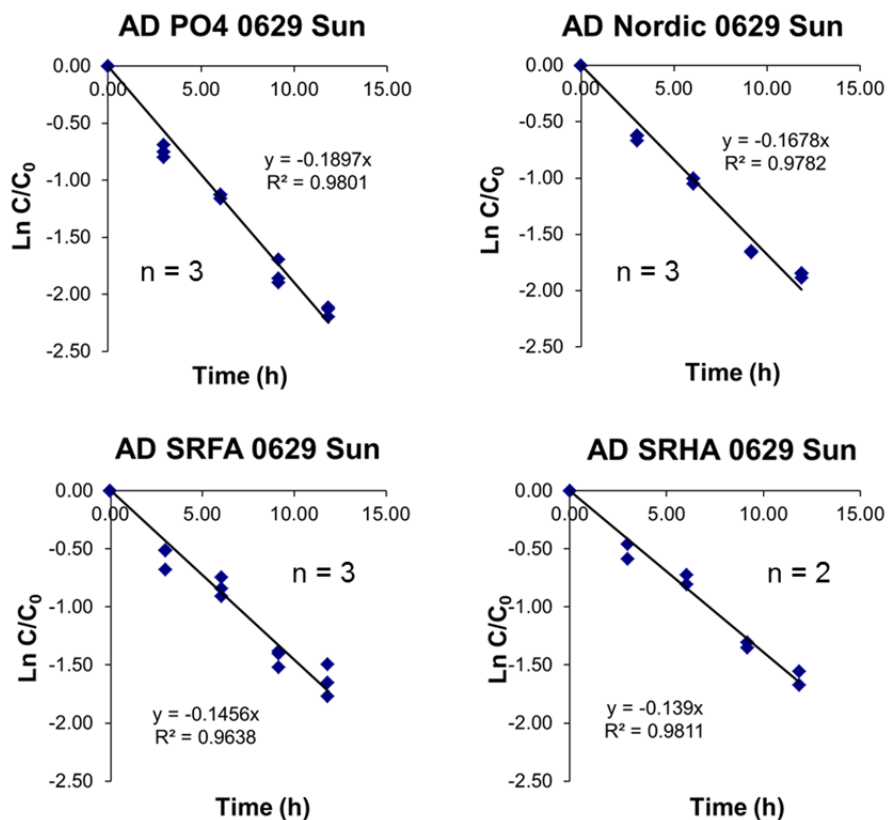 AD PO4 0629 Sun
0.00
0.00 5.00 10.00 15.00
-0.50
-1.00
-1.50
-2.00
-2.50
Ln C/C₀
y = -0.1897x
R² = 0.9801
n = 3
Time (h)
AD Nordic 0629 Sun
0.00
0.00 5.00 10.00 15.00
-0.50
-1.00
-1.50
-2.00
-2.50
Ln C/C₀
y = -0.1678x
R² = 0.9782
n = 3
Time (h)
AD SRFA 0629 Sun
0.00
0.00 5.00 10.00 15.00
-0.50
-1.00
-1.50
-2.00
-2.50
Ln C/C₀
n = 3
y = -0.1456x
R² = 0.9638
Time (h)
AD SRHA 0629 Sun
0.00
0.00 5.00 10.00 15.00
-0.50
-1.00
-1.50
-2.00
-2.50
Ln C/C₀
n = 2
y = -0.139x
R² = 0.9811
Time (h)